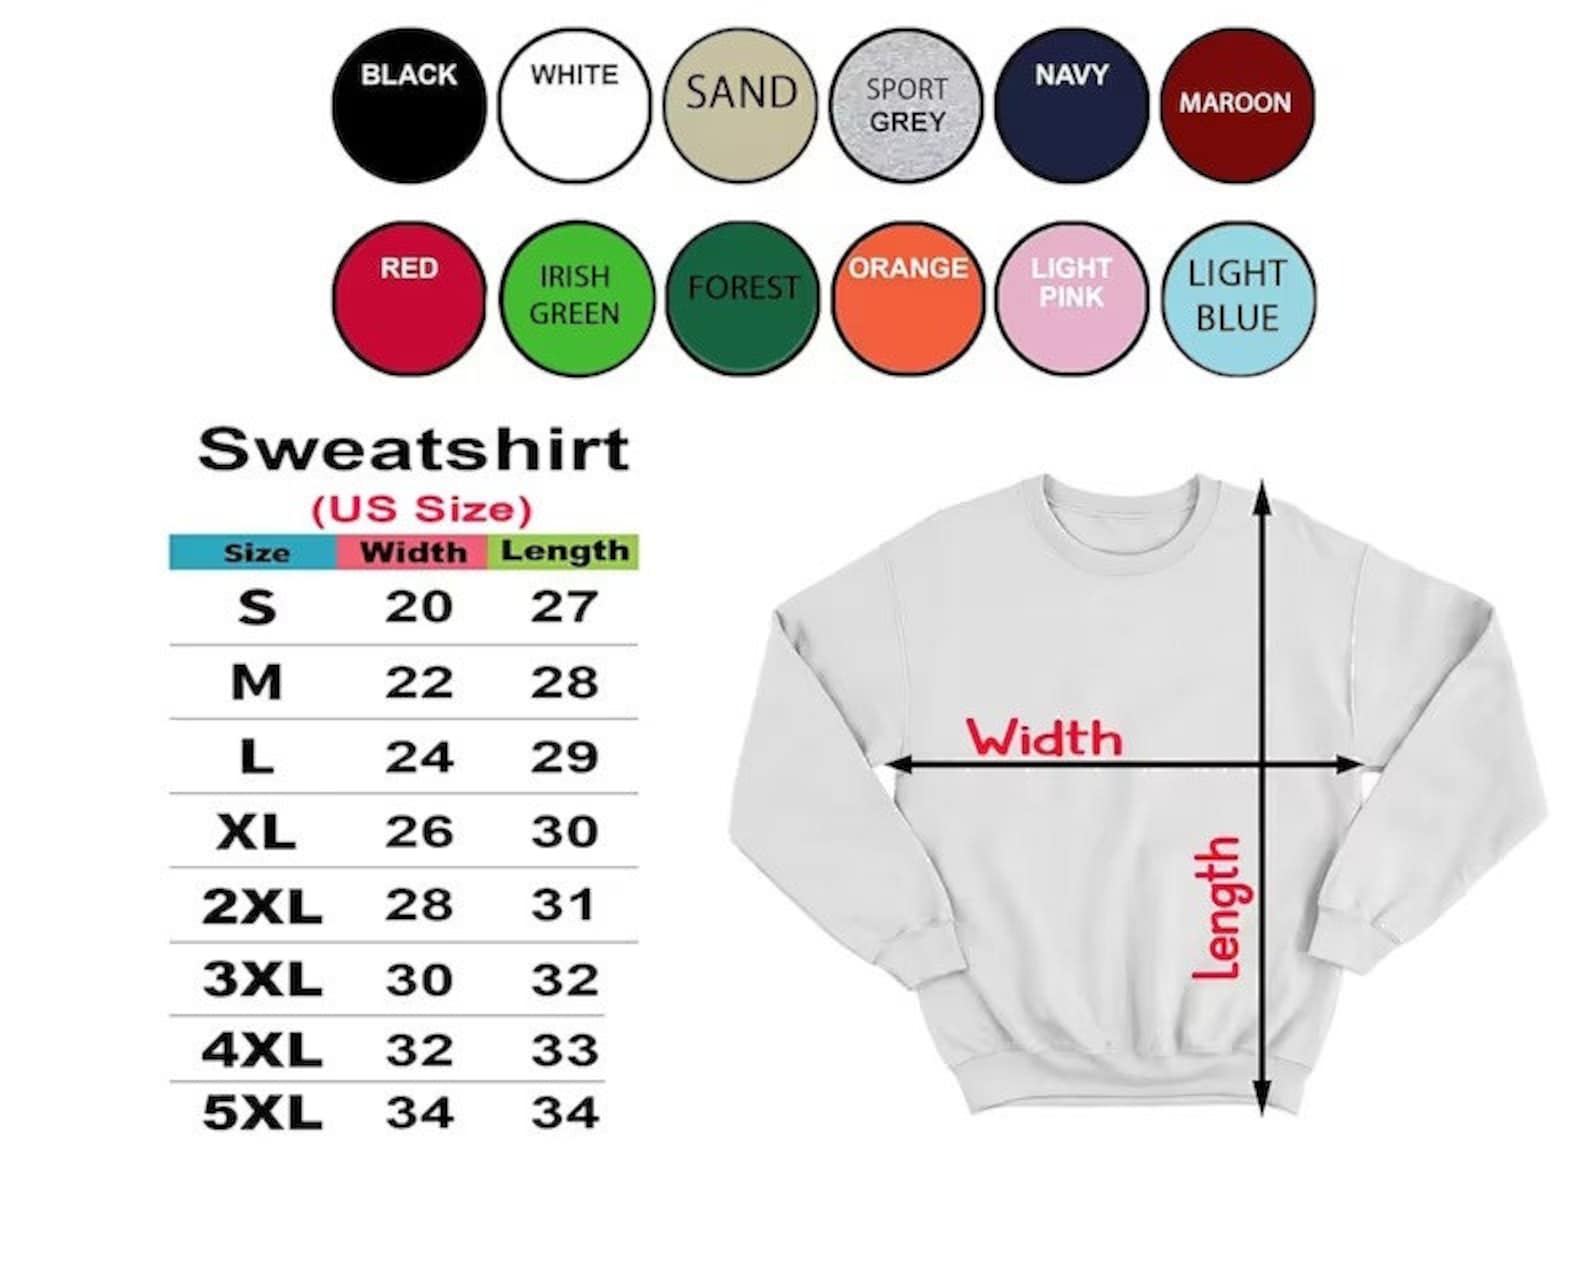 BLACK
WHITE
SAND
SPORT
GREY
NAVY
MAROON
RED
IRISH
GREEN
FOREST
ORANGE
LIGHT
PINK
LIGHT
BLUE
Sweatshirt
(US Size)
Size Width Length
S 20 27
M 22 28
L 24 29
XL 26 30
2XL 28 31
3XL 30 32
4XL 32 33
5XL 34 34
Width
Length